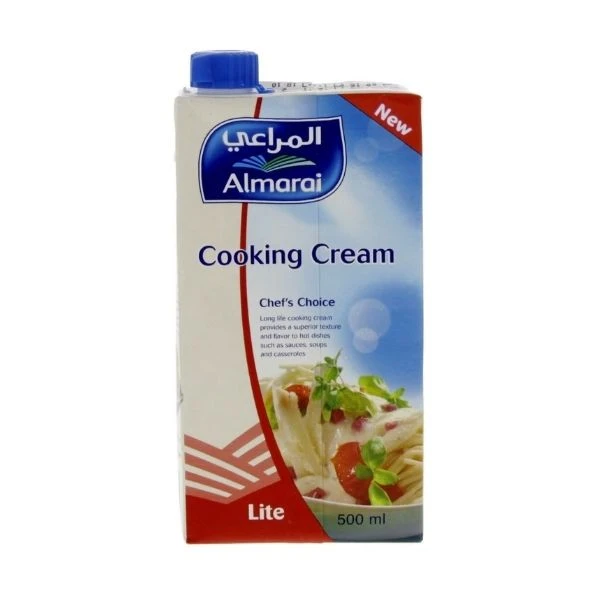 New
المراعي
Almarai
Cooking Cream
Chef's Choice
Long life cooking cream
provides a superior texture
and flavor to hot dishes
such as sauces, soups
and casseroles
Lite
500 ml